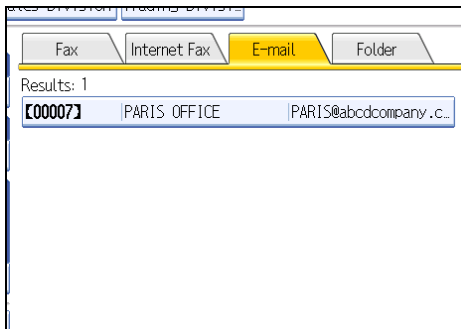 Fax Internet Fax E-mail Folder
Results: 1
【00007】 PARIS OFFICE PARIS@abcdcompany.c...